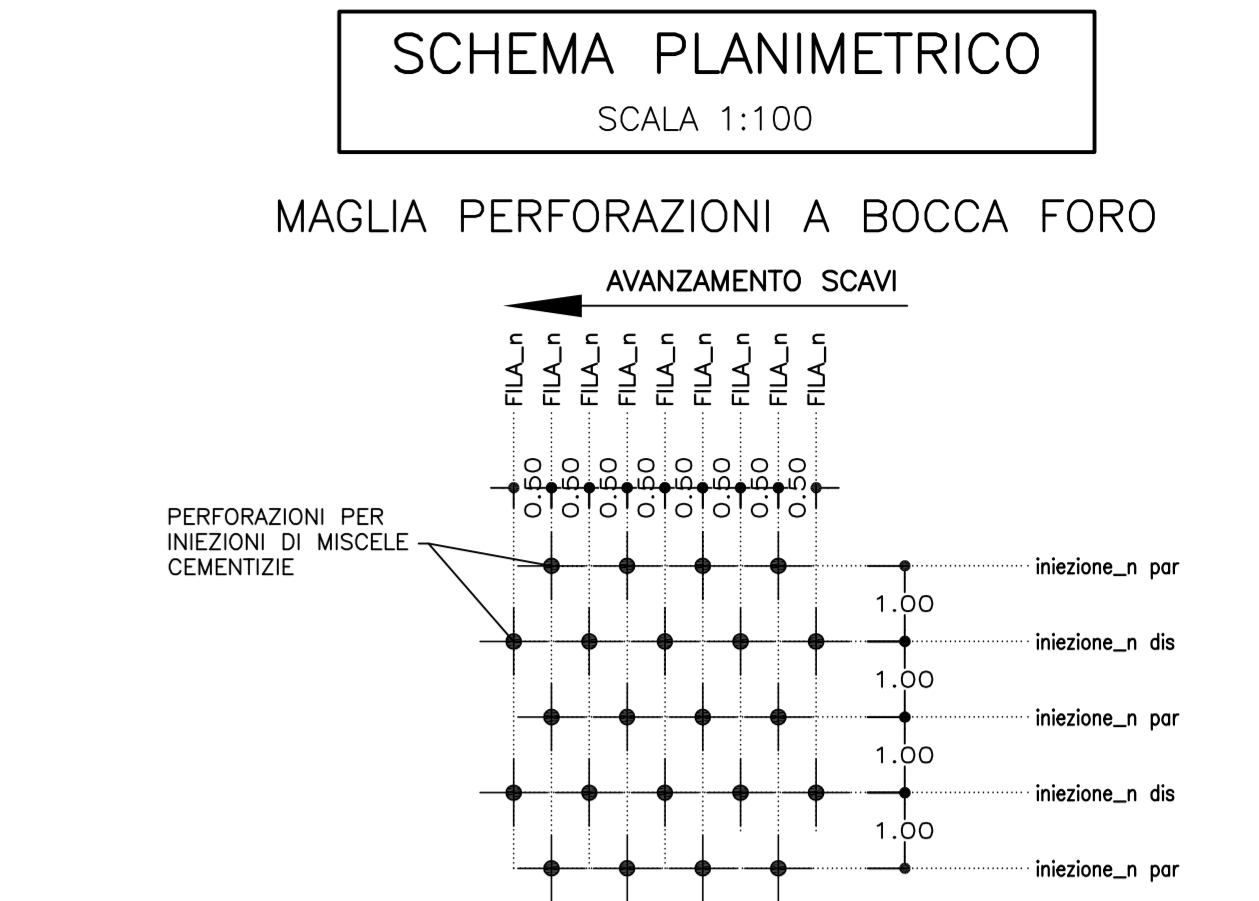 SCHEMA PLANIMETRICO
SCALA 1:100
MAGLIA PERFORAZIONI A BOCCA FORO
AVANZAMENTO SCAVI
FILA_n
FILA_n
FILA_n
FILA_n
FILA_n
FILA_n
FILA_n
FILA_n
FILA_n
0.50
0.50
0.50
0.50
0.50
0.50
0.50
0.50
PERFORAZIONI PER
INIEZIONI DI MISCELE
CEMENTIZIE
iniezione_n par
1.00
iniezione_n dis
1.00
iniezione_n par
1.00
iniezione_n dis
1.00
iniezione_n par